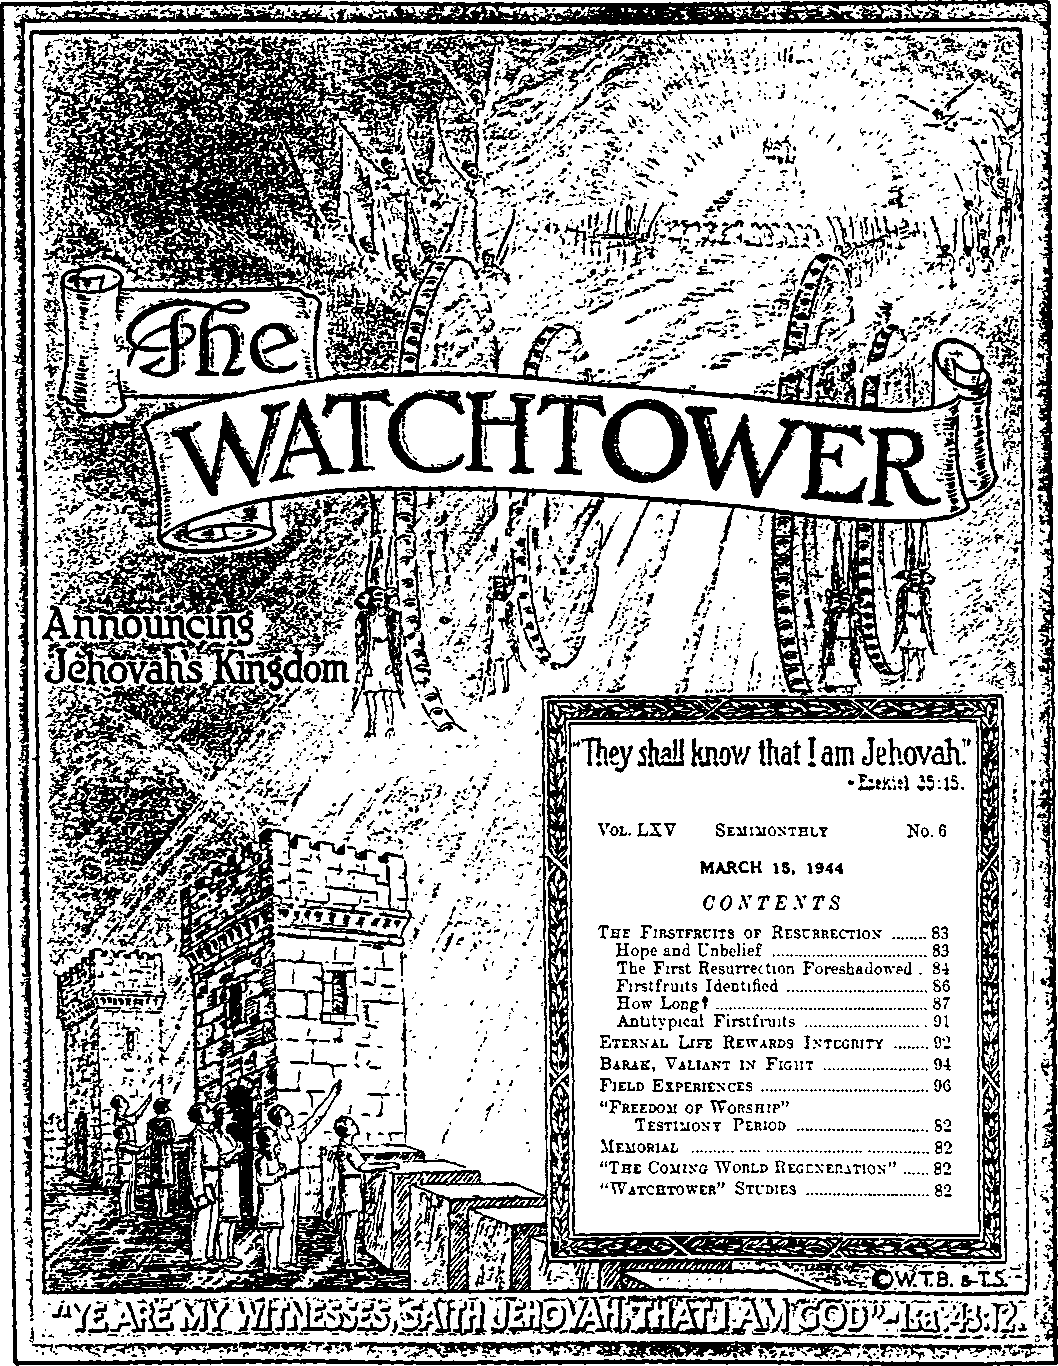 The
WATCHTOWER
Announcing
Jehovah's Kingdom
"They shall know that I am Jehovah."
- Ezekiel 35:15.
VOL. LXV SEMIMONTHLY No. 6
MARCH 15, 1944
CONTENTS
THE FIRSTFRUITS OF RESURRECTION ....... 83
Hope and Unbelief .............................. 83
The First Resurrection Foreshadowed . 84
Firstfruits Identified ........................... 86
How Long? ........................................ 87
Antitypical Firstfruits ......................... 91
ETERNAL LIFE REWARDS INTEGRITY ........ 92
BARAK, VALIANT IN FIGHT .................... 94
FIELD EXPERIENCES ................................ 96
"FREEDOM OF WORSHIP"
TESTIMONY PERIOD .......................... 82
MEMORIAL .............................................. 82
"THE COMING WORLD REGENERATION" ..... 82
"WATCHTOWER" STUDIES ........................ 82
©W.T.B. & T.S.
"YE ARE MY WITNESSES, SAITH JEHOVAH, THAT I AM GOD" - Isa. 43:12.